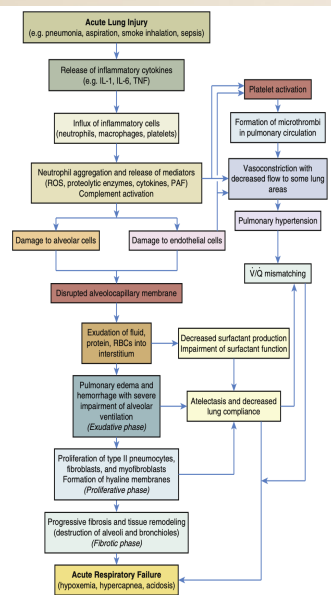 Acute Lung Injury
(e.g. pneumonia, aspiration, smoke inhalation, sepsis)
Release of inflammatory cytokines
(e.g. IL-1, IL-6, TNF)
Platelet activation
Influx of inflammatory cells
(neutrophils, macrophages, platelets)
Formation of microthrombi
in pulmonary circulation
Neutrophil aggregation and release of mediators
(ROS, proteolytic enzymes, cytokines, PAF)
Complement activation
Vasoconstriction with
decreased flow to some lung
areas
Pulmonary hypertension
Damage to alveolar cells
Damage to endothelial cells
V̇/Q̇ mismatching
Disrupted alveolocapillary membrane
Exudation of fluid,
protein, RBCs into
interstitium
Decreased surfactant production
Impairment of surfactant function
Pulmonary edema and
hemorrhage with severe
impairment of alveolar
ventilation
(Exudative phase)
Atelectasis and decreased
lung compliance
Proliferation of type II pneumocytes,
fibroblasts, and myofibroblasts
Formation of hyaline membranes
(Proliferative phase)
Progressive fibrosis and tissue remodeling
(destruction of alveoli and bronchioles)
(Fibrotic phase)
Acute Respiratory Failure
(hypoxemia, hypercapnea, acidosis)